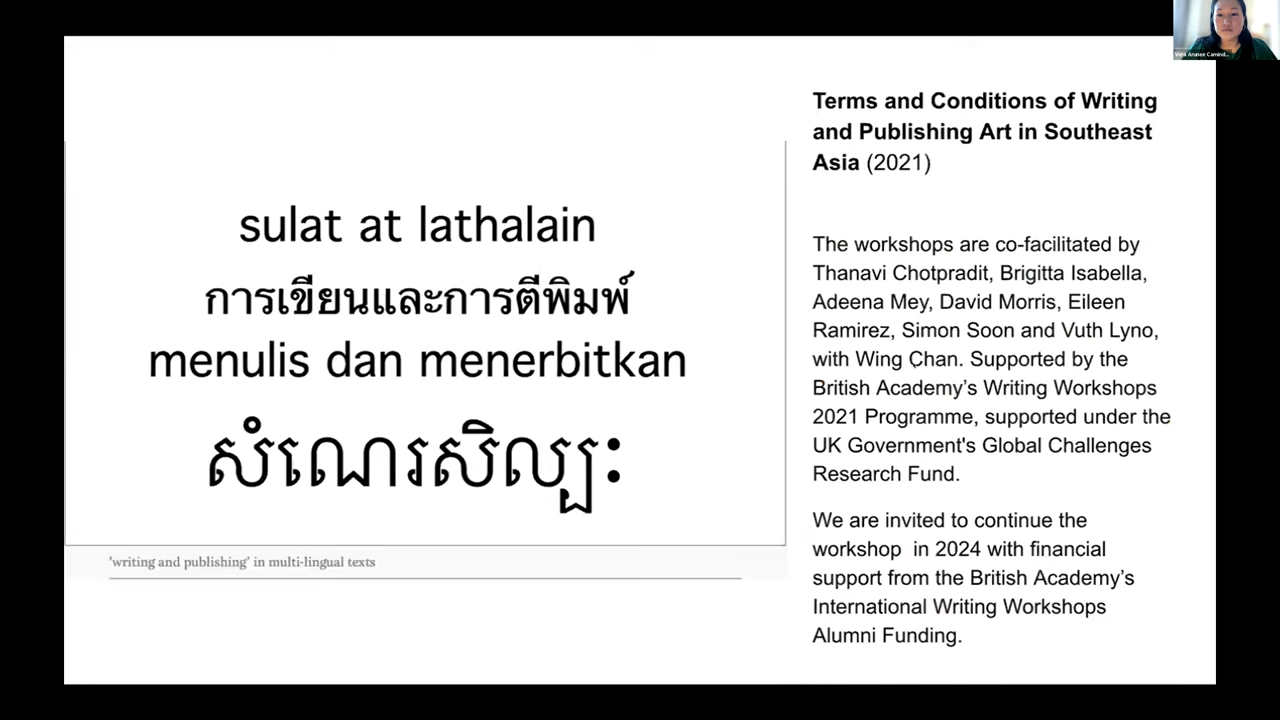 sulat at lathalain
การเขียนและการตีพิมพ์
menulis dan menerbitkan
សំណេរសិល្បះ
'writing and publishing' in multi-lingual texts
Terms and Conditions of Writing
and Publishing Art in Southeast
Asia (2021)
The workshops are co-facilitated by
Thanavi Chotpradit, Brigitta Isabella,
Adeena Mey, David Morris, Eileen
Ramirez, Simon Soon and Vuth Lyno,
with Wing Chan. Supported by the
British Academy’s Writing Workshops
2021 Programme, supported under the
UK Government's Global Challenges
Research Fund.
We are invited to continue the
workshop in 2024 with financial
support from the British Academy’s
International Writing Workshops
Alumni Funding.